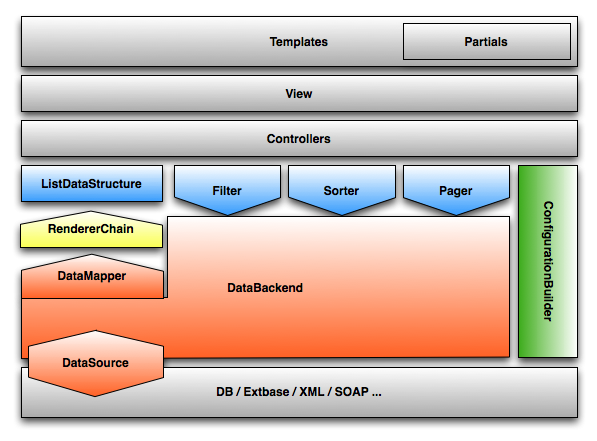 Templates
Partials
View
Controllers
ListDataStructure
Filter
Sorter
Pager
ConfigurationBuilder
RendererChain
DataMapper
DataBackend
DataSource
DB / Extbase / XML / SOAP ...